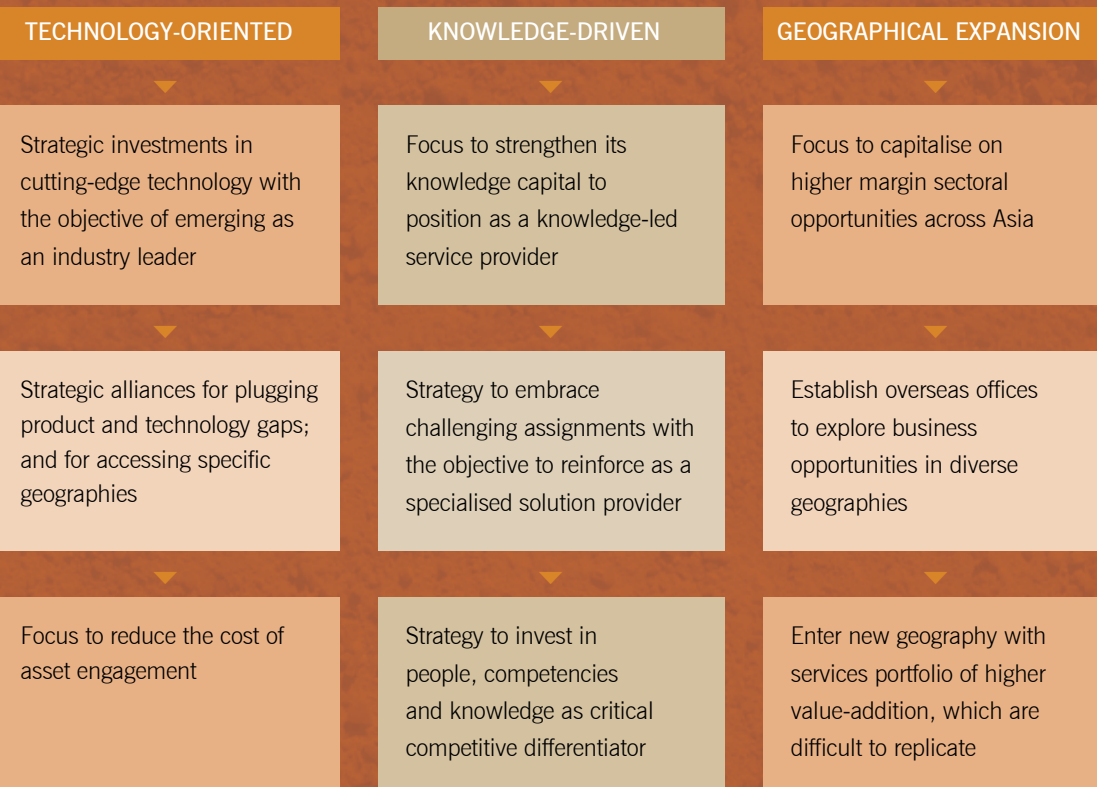 TECHNOLOGY-ORIENTED
Strategic investments in
cutting-edge technology with
the objective of emerging as
an industry leader
Strategic alliances for plugging
product and technology gaps;
and for accessing specific
geographies
Focus to reduce the cost of
asset engagement
KNOWLEDGE-DRIVEN
Focus to strengthen its
knowledge capital to
position as a knowledge-led
service provider
Strategy to embrace
challenging assignments with
the objective to reinforce as a
specialised solution provider
Strategy to invest in
people, competencies
and knowledge as critical
competitive differentiator
GEOGRAPHICAL EXPANSION
Focus to capitalise on
higher margin sectoral
opportunities across Asia
Establish overseas offices
to explore business
opportunities in diverse
geographies
Enter new geography with
services portfolio of higher
value-addition, which are
difficult to replicate